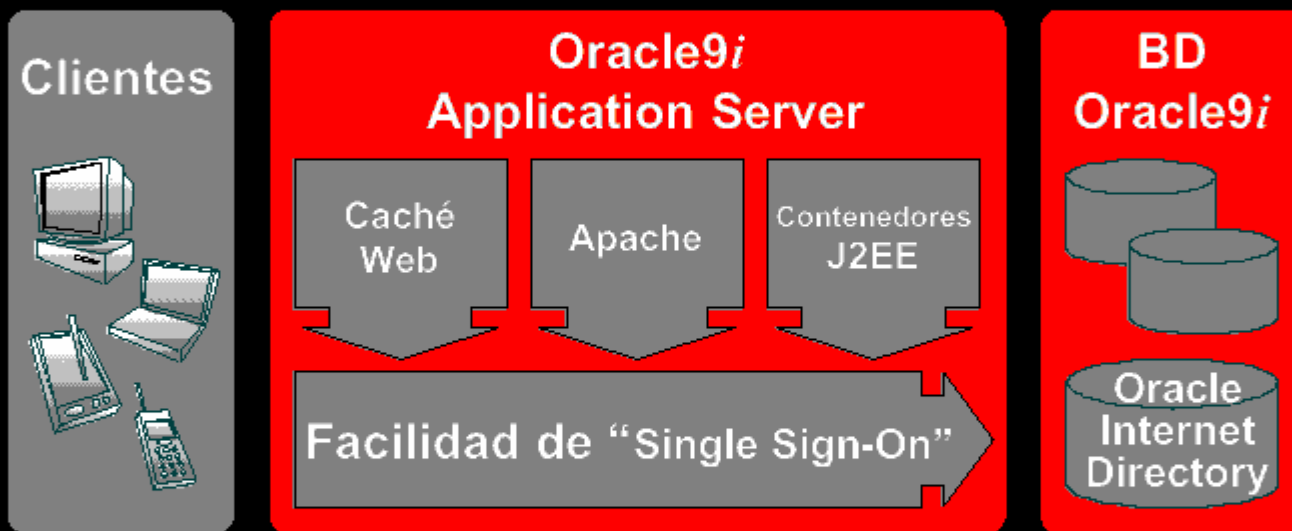 Clientes
Oracle9i
Application Server
Caché
Web
Apache
Contenedores
J2EE
Facilidad de “Single Sign-On”
BD
Oracle9i
Oracle
Internet
Directory